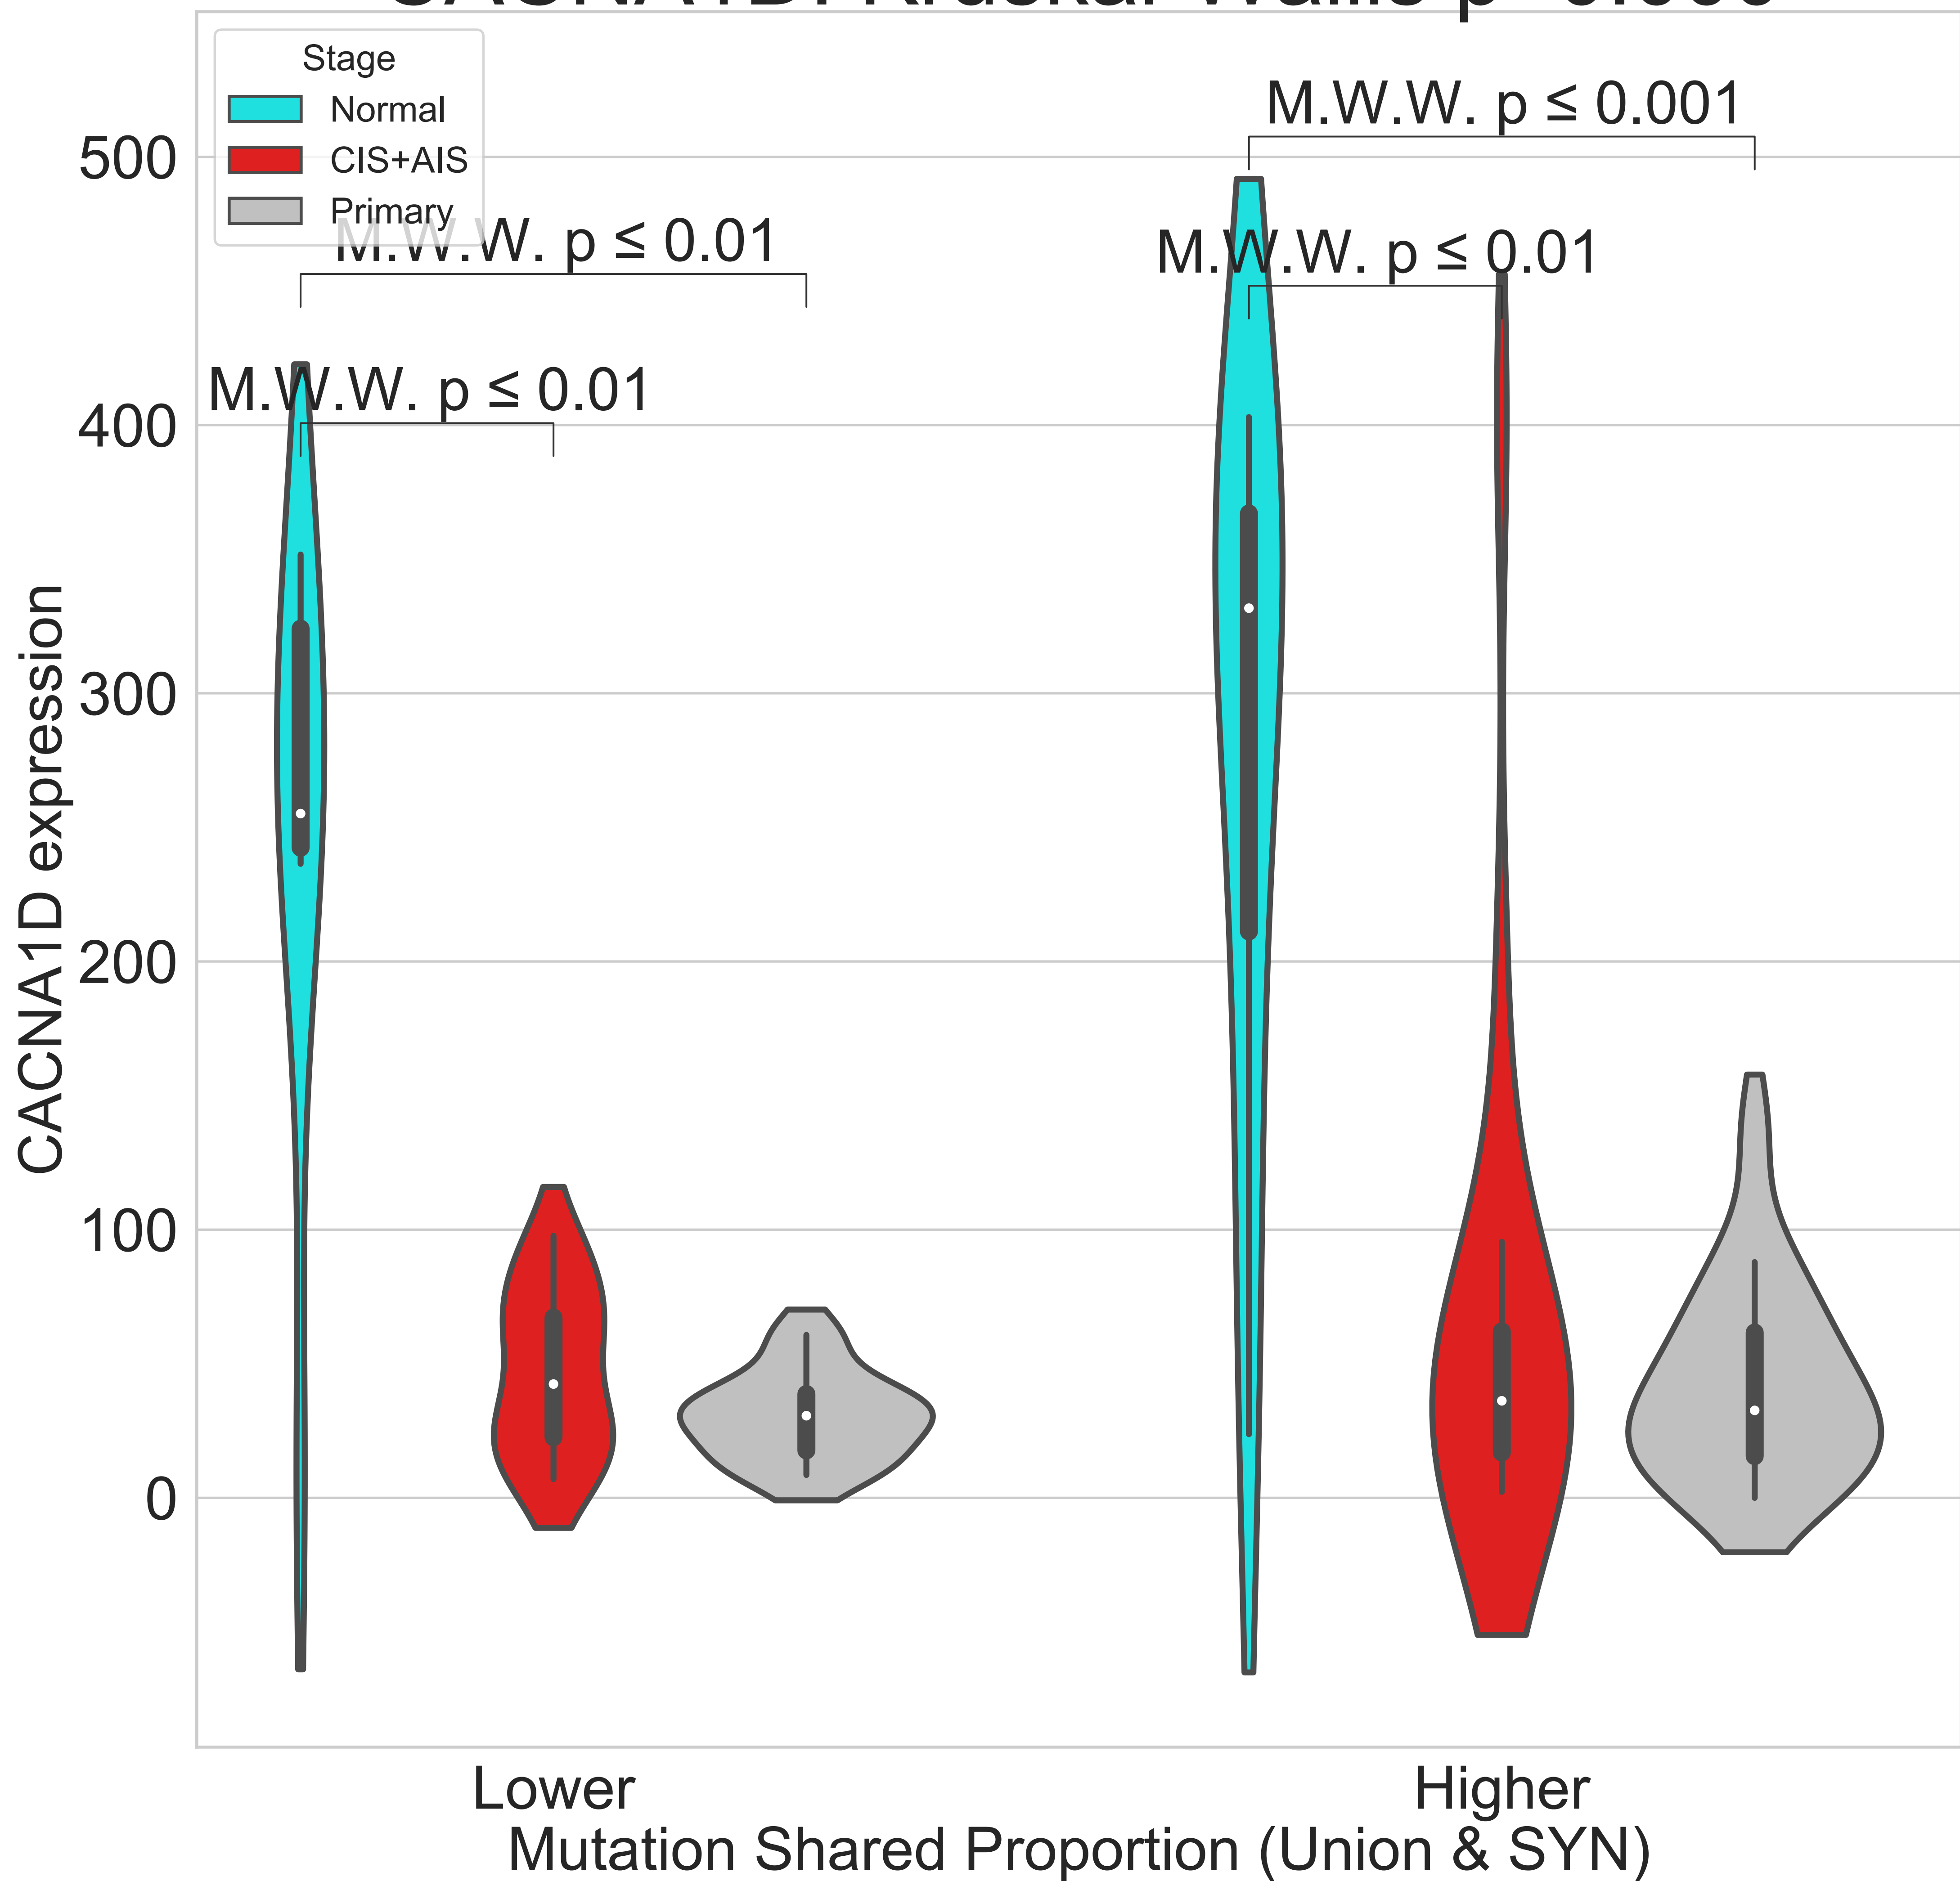 Stage
Normal
CIS+AIS
Primary
M.W.W. p ≤ 0.001
M.W.W. p ≤ 0.01
M.W.W. p ≤ 0.01
M.W.W. p ≤ 0.01
500
400
300
200
100
0
CACNA1D expression
Lower
Higher
Mutation Shared Proportion (Union & SYN)